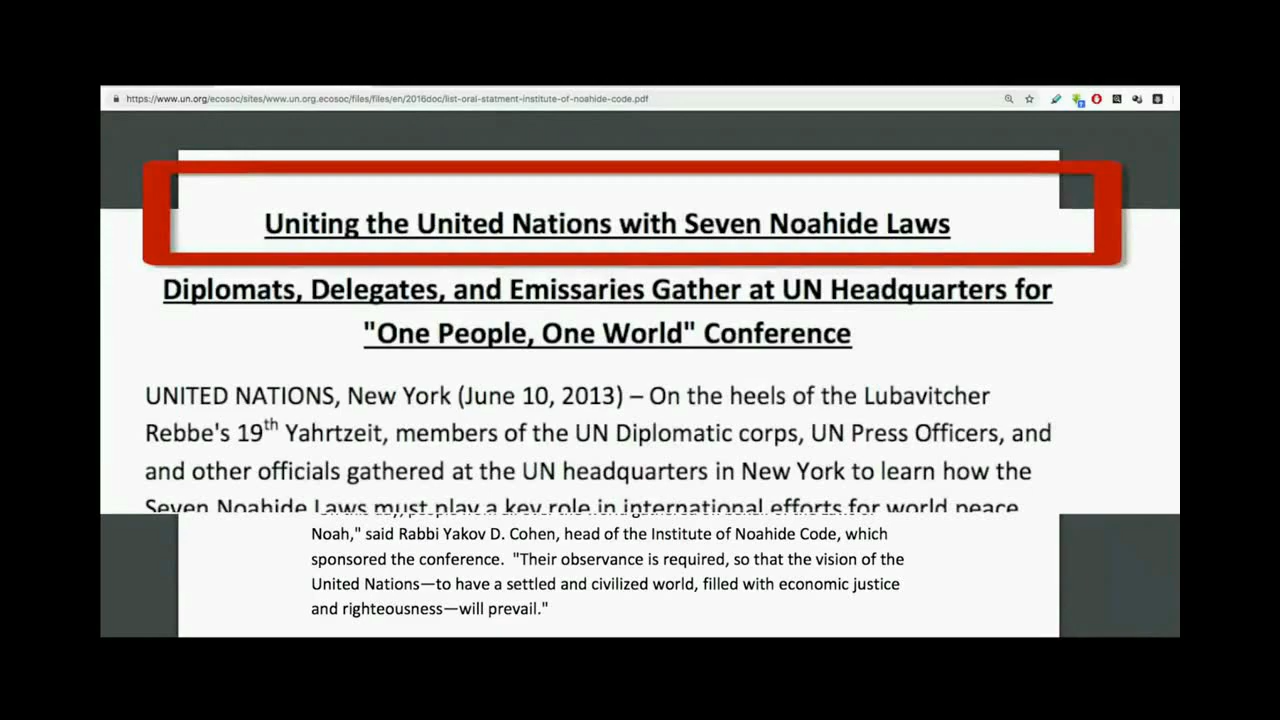 https://www.un.org/ecosoc/sites/www.un.org.ecosoc/files/files/en/2016doc/list-oral-statment-institute-of-noahide-code.pdf
Uniting the United Nations with Seven Noahide Laws
Diplomats, Delegates, and Emissaries Gather at UN Headquarters for
"One People, One World" Conference
UNITED NATIONS, New York (June 10, 2013) – On the heels of the Lubavitcher
Rebbe's 19th Yahrtzeit, members of the UN Diplomatic corps, UN Press Officers, and
and other officials gathered at the UN headquarters in New York to learn how the
Seven Noahide Laws must play a key role in international efforts for world peace
Noah," said Rabbi Yakov D. Cohen, head of the Institute of Noahide Code, which
sponsored the conference. "Their observance is required, so that the vision of the
United Nations—to have a settled and civilized world, filled with economic justice
and righteousness—will prevail."